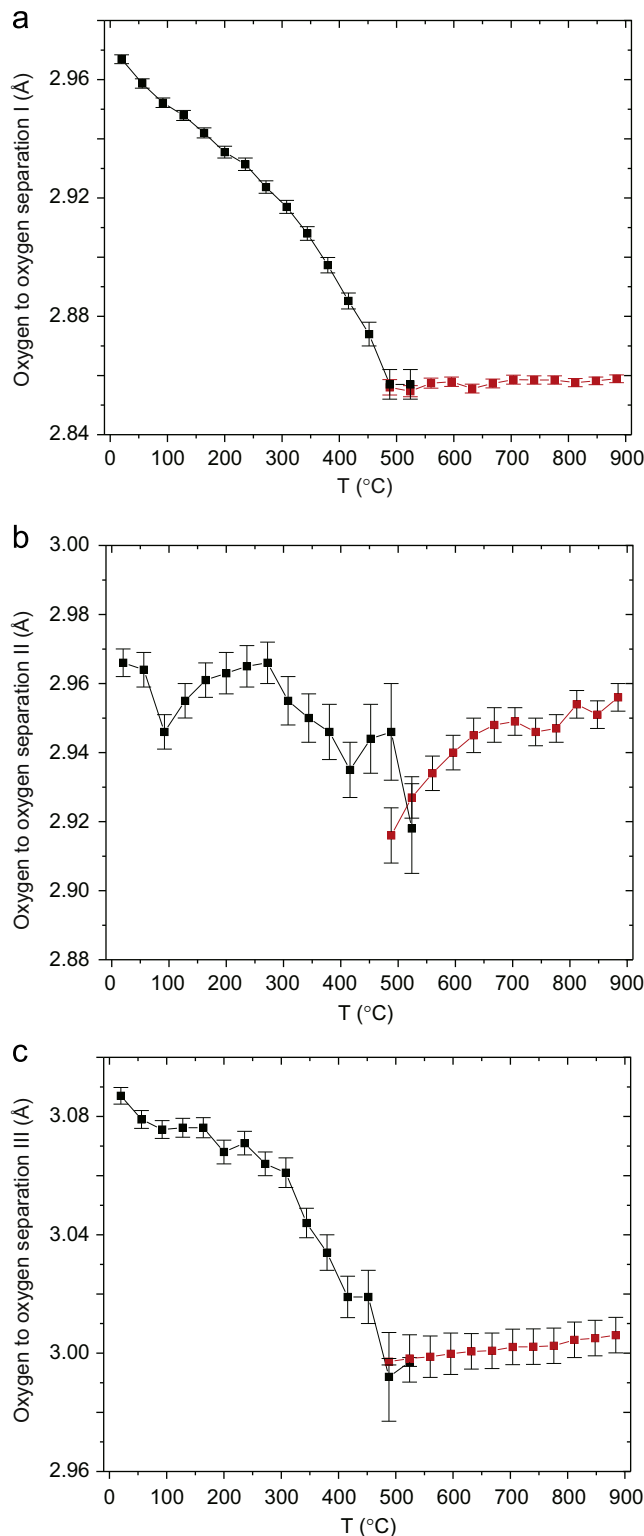 a
Oxygen to oxygen separation I (Å)
2.96
2.92
2.88
2.84
0 100 200 300 400 500 600 700 800 900
T (°C)
b
Oxygen to oxygen separation II (Å)
3.00
2.98
2.96
2.94
2.92
2.90
2.88
0 100 200 300 400 500 600 700 800 900
T (°C)
c
Oxygen to oxygen separation III (Å)
3.08
3.04
3.00
2.96
0 100 200 300 400 500 600 700 800 900
T (°C)